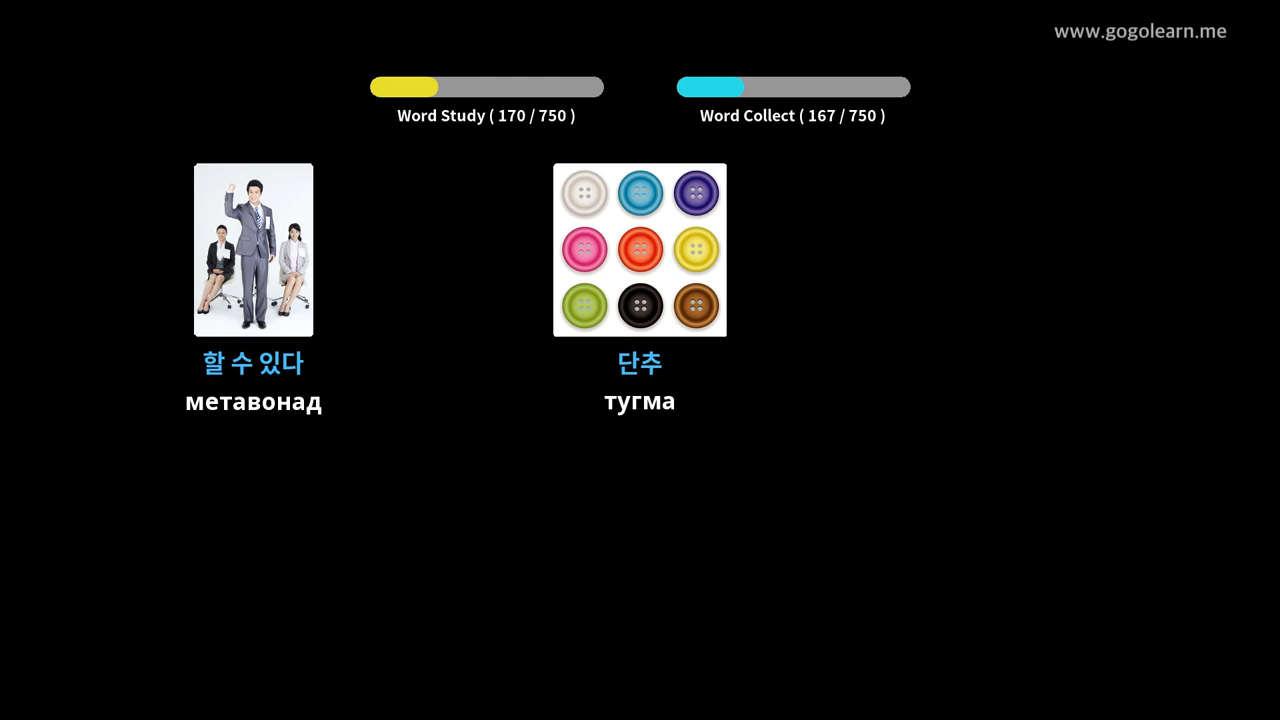 www.gogolearn.me
Word Study ( 170 / 750 )
Word Collect ( 167 / 750 )
할 수 있다
метавонад
단추
тугма